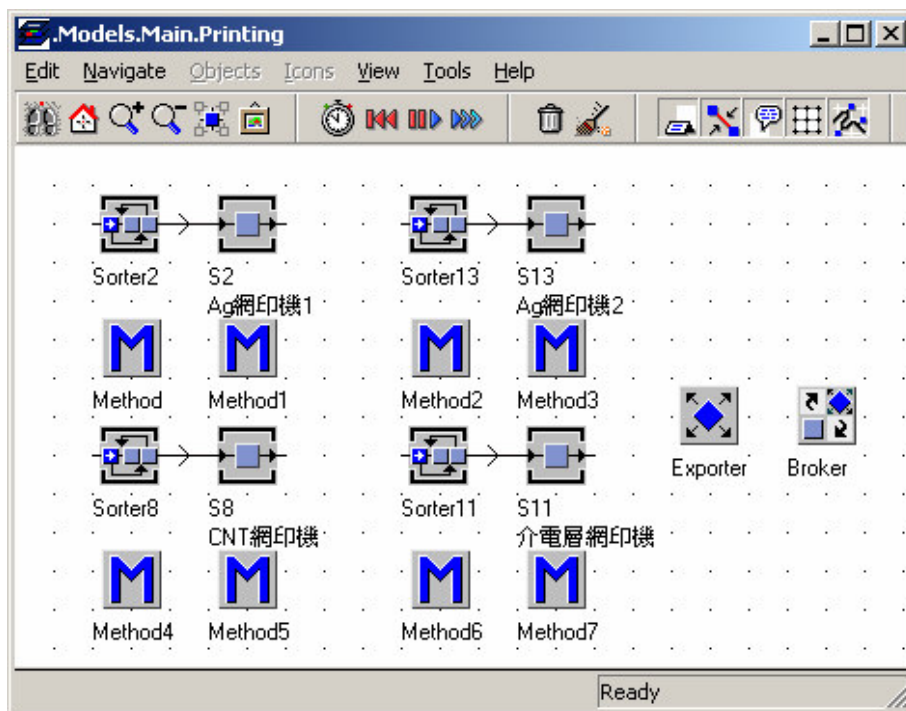 .Models.Main.Printing
Edit Navigate Objects Icons View Tools Help
Sorter2 S2 Sorter13 S13
Ag網印機1 Ag網印機2
Method Method1 Method2 Method3
Exporter Broker
Sorter8 S8 Sorter11 S11
CNT網印機 介電層網印機
Method4 Method5 Method6 Method7
Ready